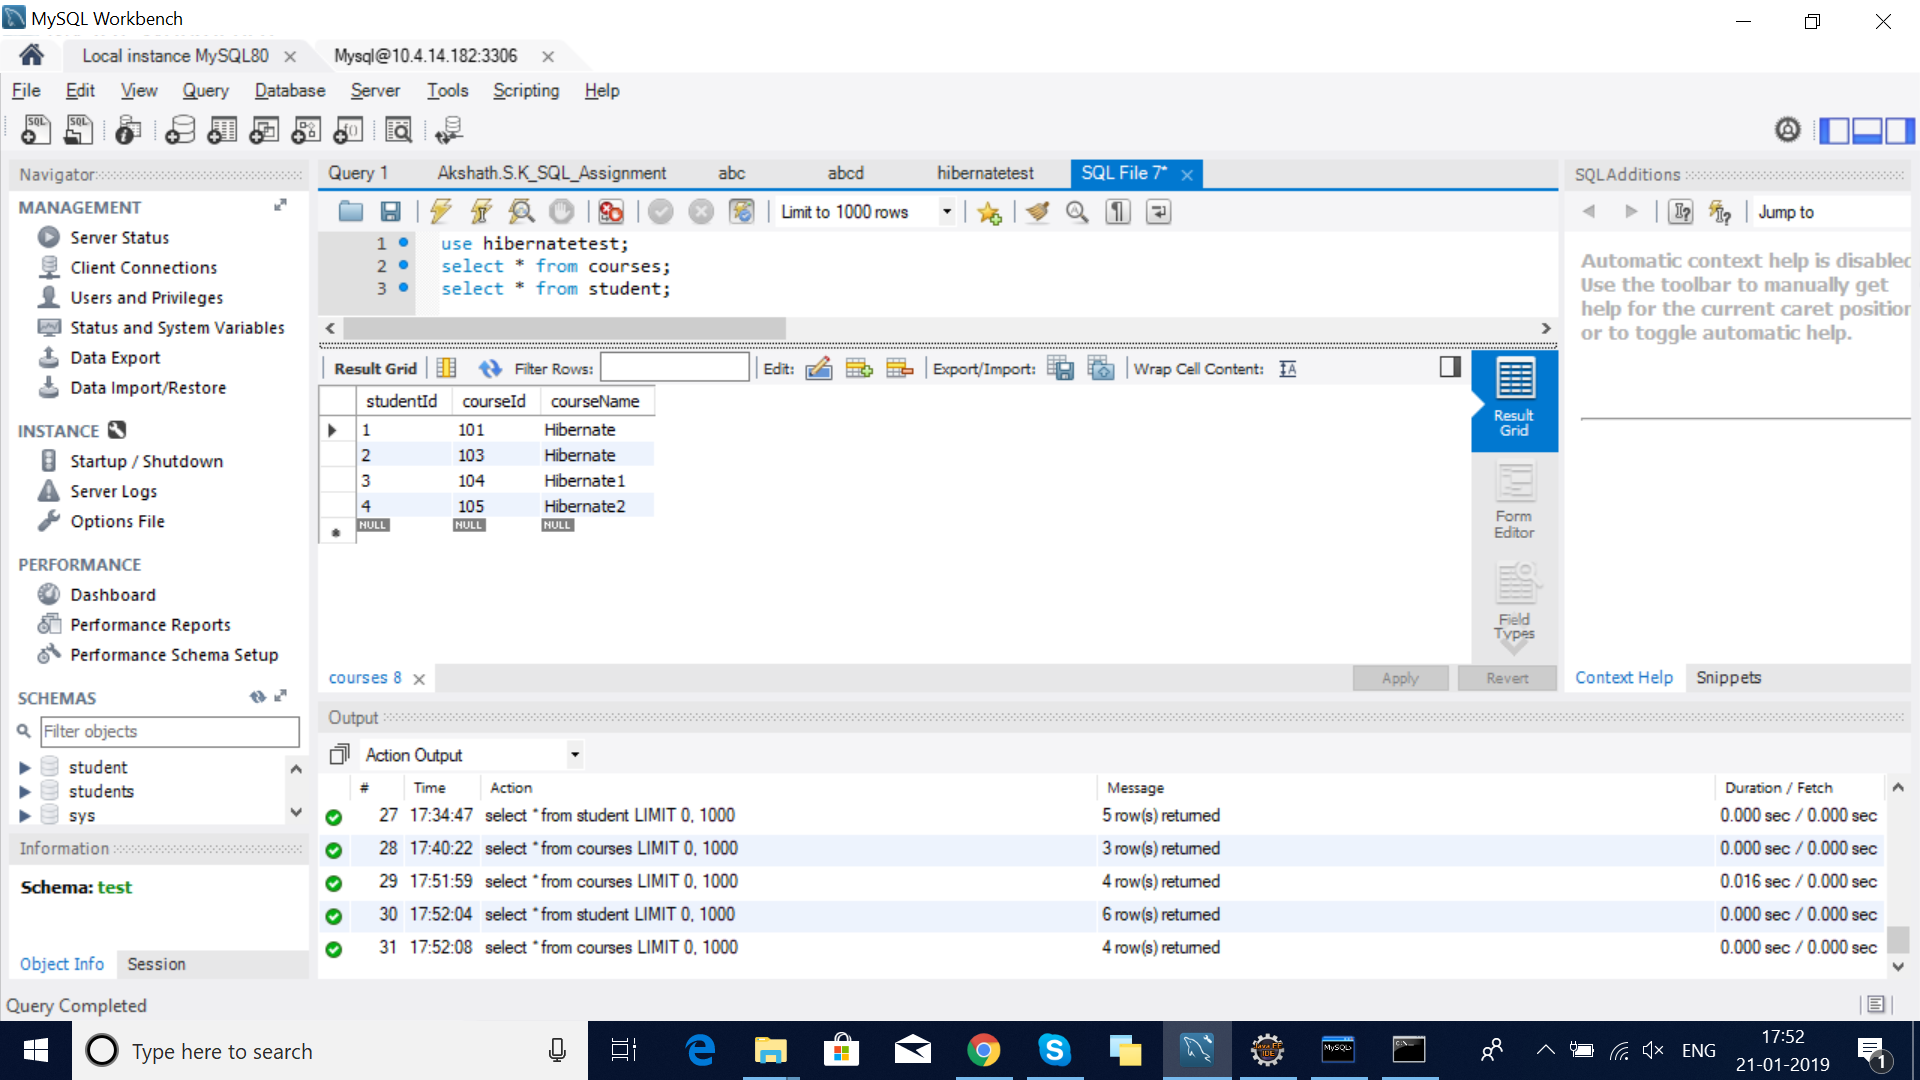 MySQL Workbench
Local instance MySQL80
Mysql@10.4.14.182:3306
File Edit View Query Database Server Tools Scripting Help
Navigator
MANAGEMENT
Server Status
Client Connections
Users and Privileges
Status and System Variables
Data Export
Data Import/Restore
INSTANCE
Startup / Shutdown
Server Logs
Options File
PERFORMANCE
Dashboard
Performance Reports
Performance Schema Setup
SCHEMAS
Filter objects
student
students
sys
Information
Schema: test
Object Info Session
Query 1 Akshath.S.K_SQL_Assignment abc abcd hibernatetest SQL File 7*
Limit to 1000 rows
1 use hibernatetest;
2 select * from courses;
3 select * from student;
Result Grid Filter Rows: Edit: Export/Import: Wrap Cell Content:
studentId courseId courseName
1 101 Hibernate
2 103 Hibernate
3 104 Hibernate1
4 105 Hibernate2
NULL NULL NULL
Result
Grid
Form
Editor
Field
Types
courses 8
Apply Revert
SQLAdditions
Jump to
Automatic context help is disabled
Use the toolbar to manually get
help for the current caret position
or to toggle automatic help.
Context Help Snippets
Output
Action Output
# Time Action Message Duration / Fetch
27 17:34:47 select * from student LIMIT 0, 1000 5 row(s) returned 0.000 sec / 0.000 sec
28 17:40:22 select * from courses LIMIT 0, 1000 3 row(s) returned 0.000 sec / 0.000 sec
29 17:51:59 select * from courses LIMIT 0, 1000 4 row(s) returned 0.016 sec / 0.000 sec
30 17:52:04 select * from student LIMIT 0, 1000 6 row(s) returned 0.000 sec / 0.000 sec
31 17:52:08 select * from courses LIMIT 0, 1000 4 row(s) returned 0.000 sec / 0.000 sec
Query Completed
Type here to search
ENG
17:52
21-01-2019
1